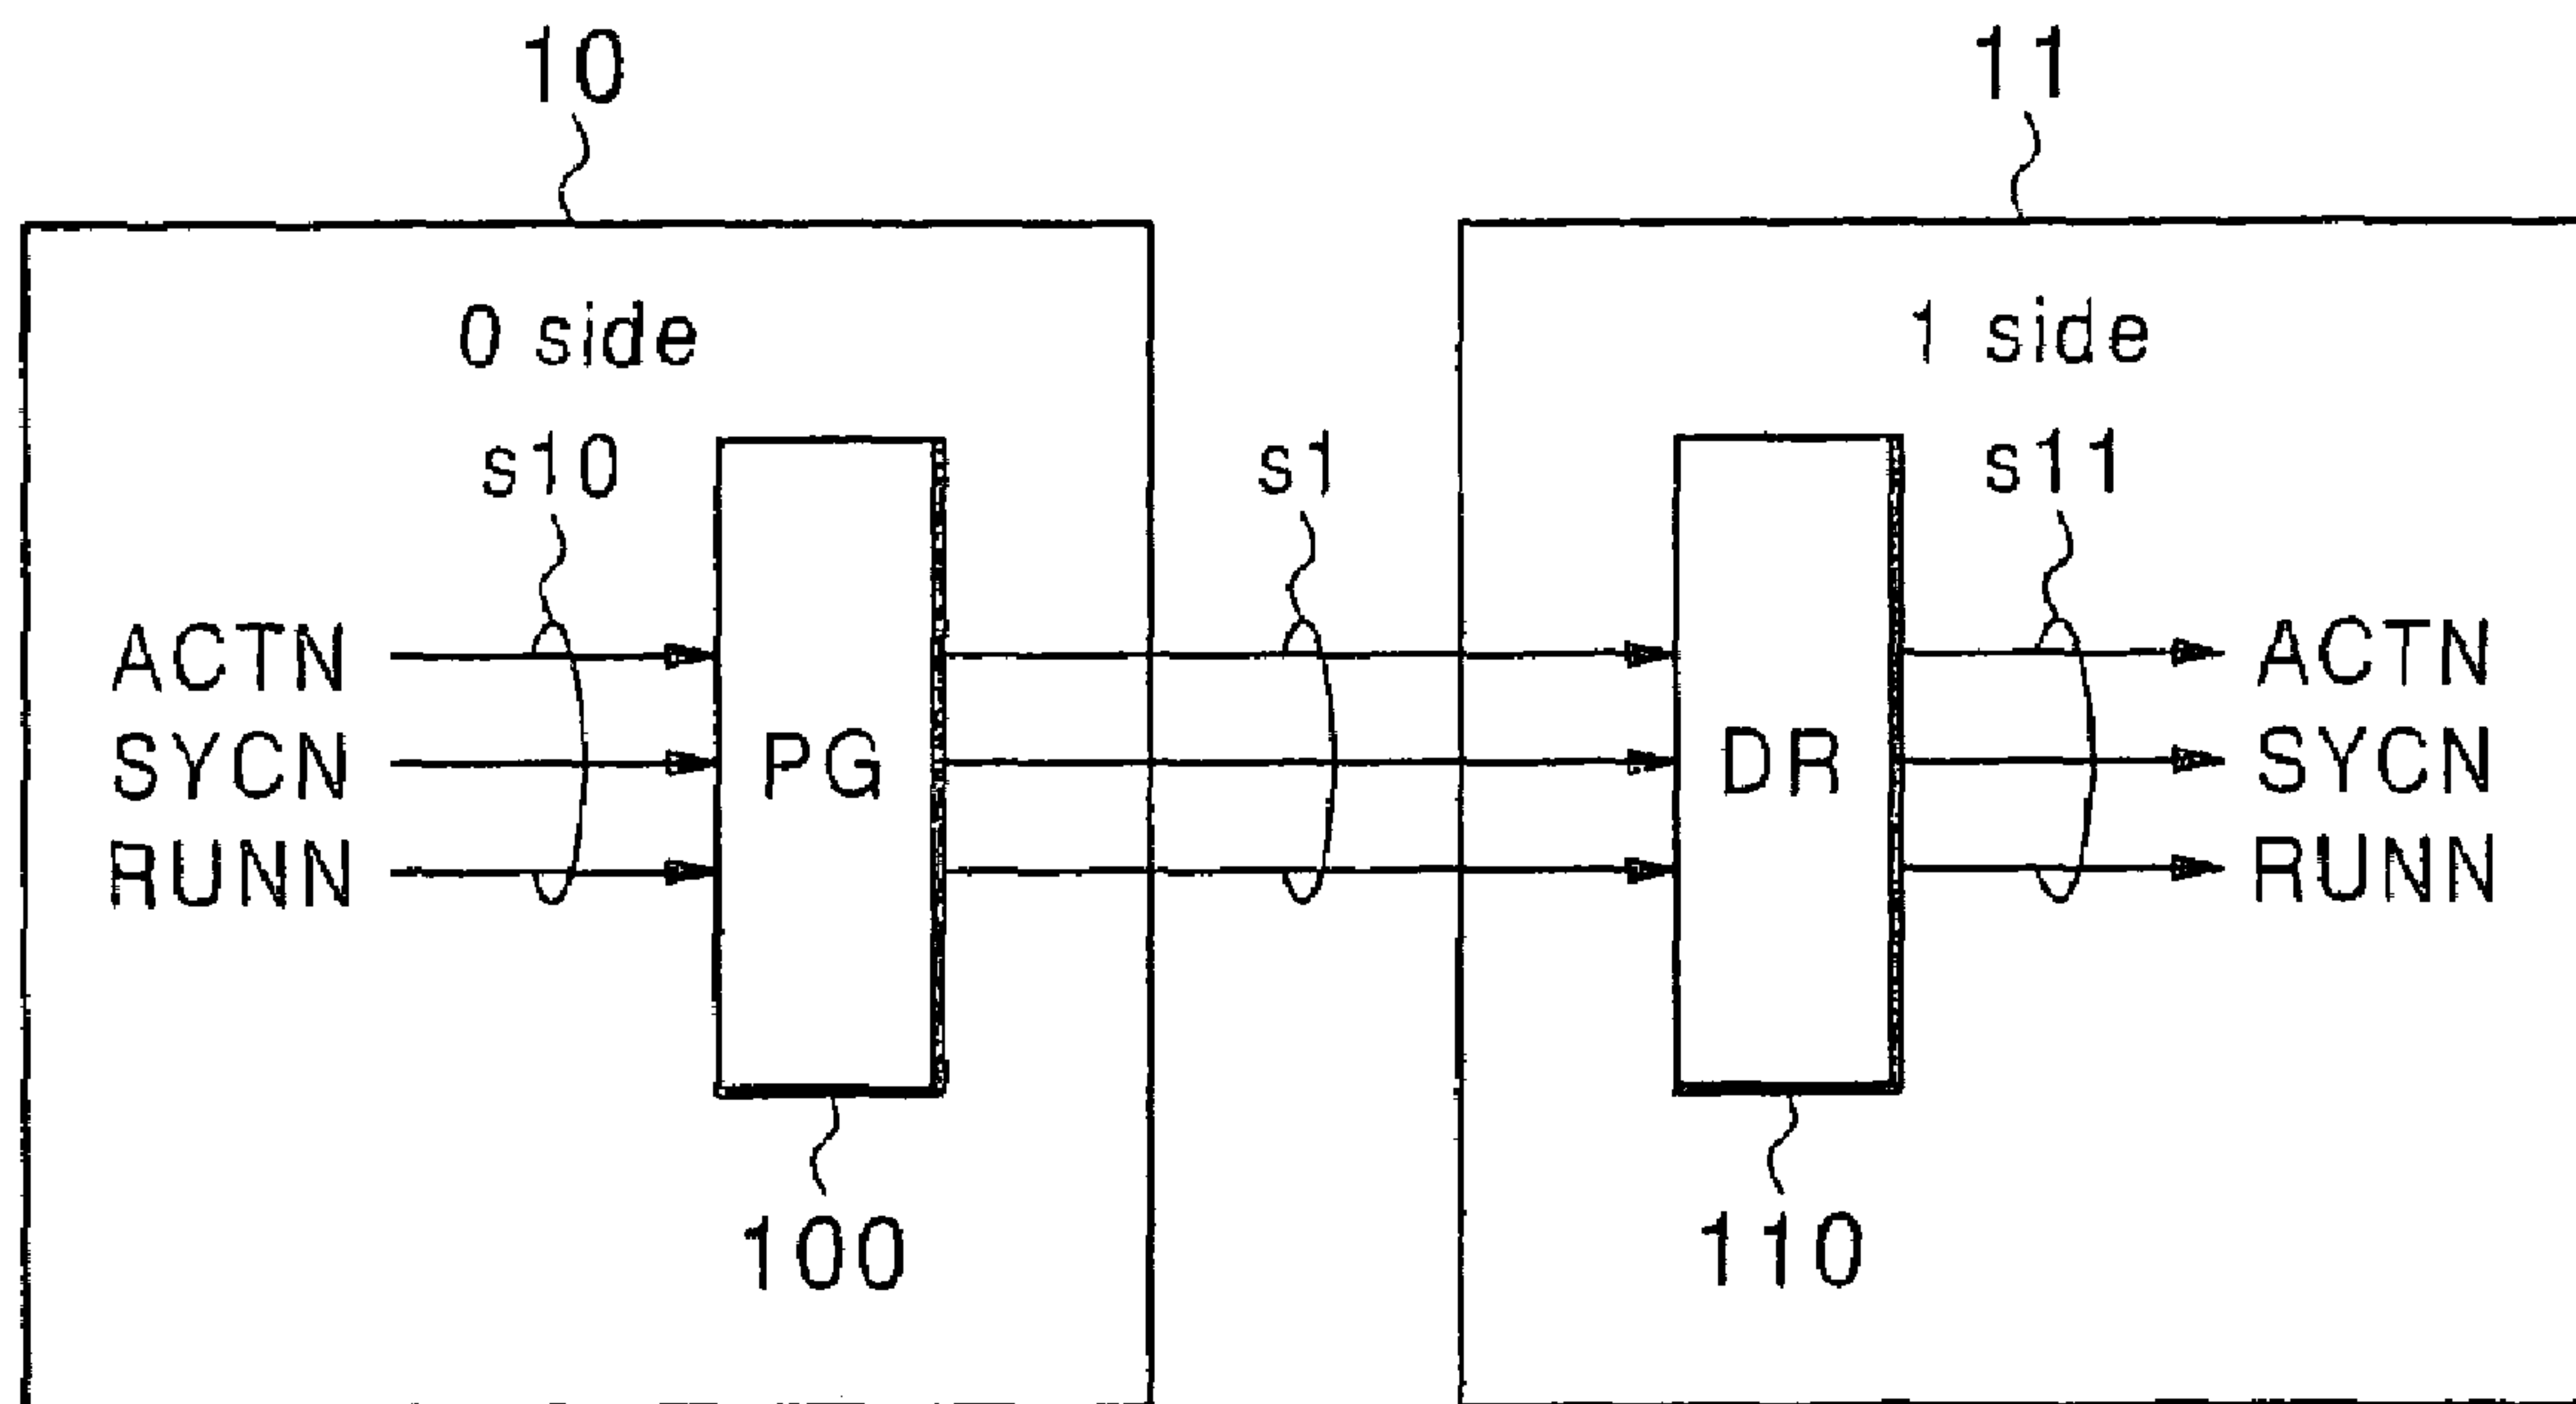 10
11
0 side
1 side
s10
s1
s11
ACTN
ACTN
SYCN
PG
DR
SYCN
RUNN
RUNN
100
110